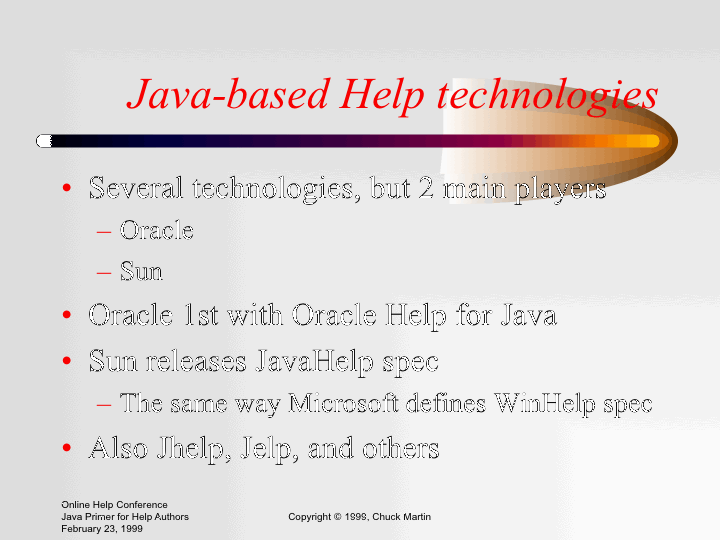 Java-based Help technologies
• Several technologies, but 2 main players
– Oracle
– Sun
• Oracle 1st with Oracle Help for Java
• Sun releases JavaHelp spec
– The same way Microsoft defines WinHelp spec
• Also Jhelp, Jelp, and others
Online Help Conference
Java Primer for Help Authors
February 23, 1999
Copyright © 1999, Chuck Martin